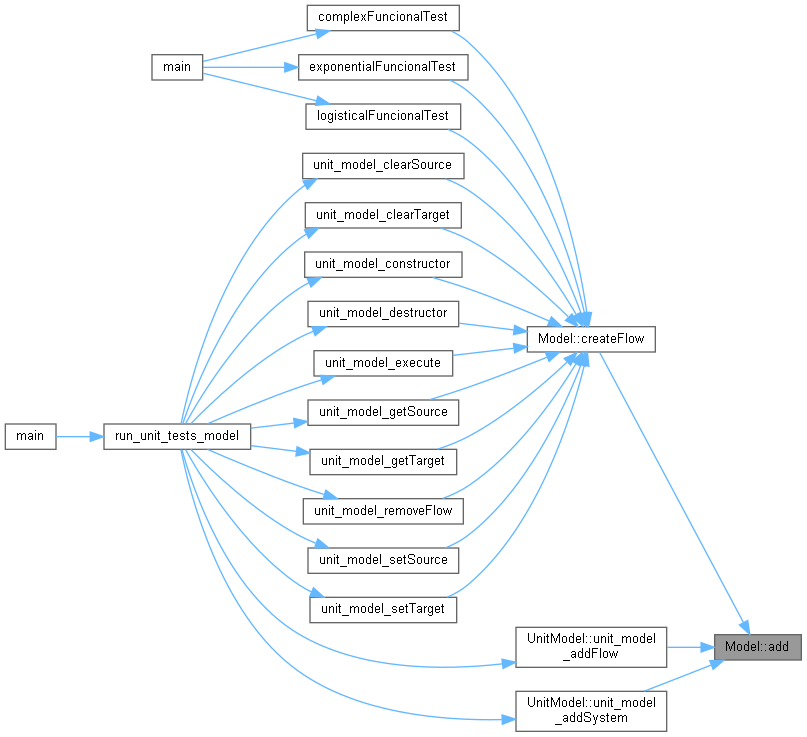 complexFuncionalTest
main
exponentialFuncionalTest
logisticalFuncionalTest
unit_model_clearSource
unit_model_clearTarget
unit_model_constructor
unit_model_destructor
Model::createFlow
unit_model_execute
unit_model_getSource
main
run_unit_tests_model
unit_model_getTarget
unit_model_removeFlow
unit_model_setSource
unit_model_setTarget
UnitModel::unit_model
_addFlow
Model::add
UnitModel::unit_model
_addSystem